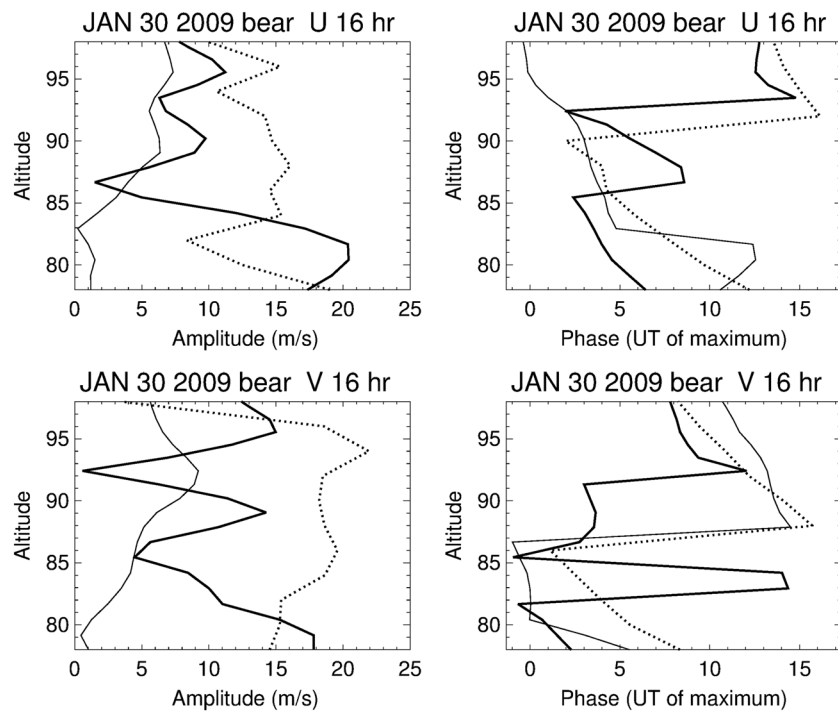 JAN 30 2009 bear U 16 hr
JAN 30 2009 bear U 16 hr
95
90
85
80
Altitude
0 5 10 15 20 25
Amplitude (m/s)
95
90
85
80
Altitude
0 5 10 15
Phase (UT of maximum)
JAN 30 2009 bear V 16 hr
JAN 30 2009 bear V 16 hr
95
90
85
80
Altitude
0 5 10 15 20 25
Amplitude (m/s)
95
90
85
80
Altitude
0 5 10 15
Phase (UT of maximum)